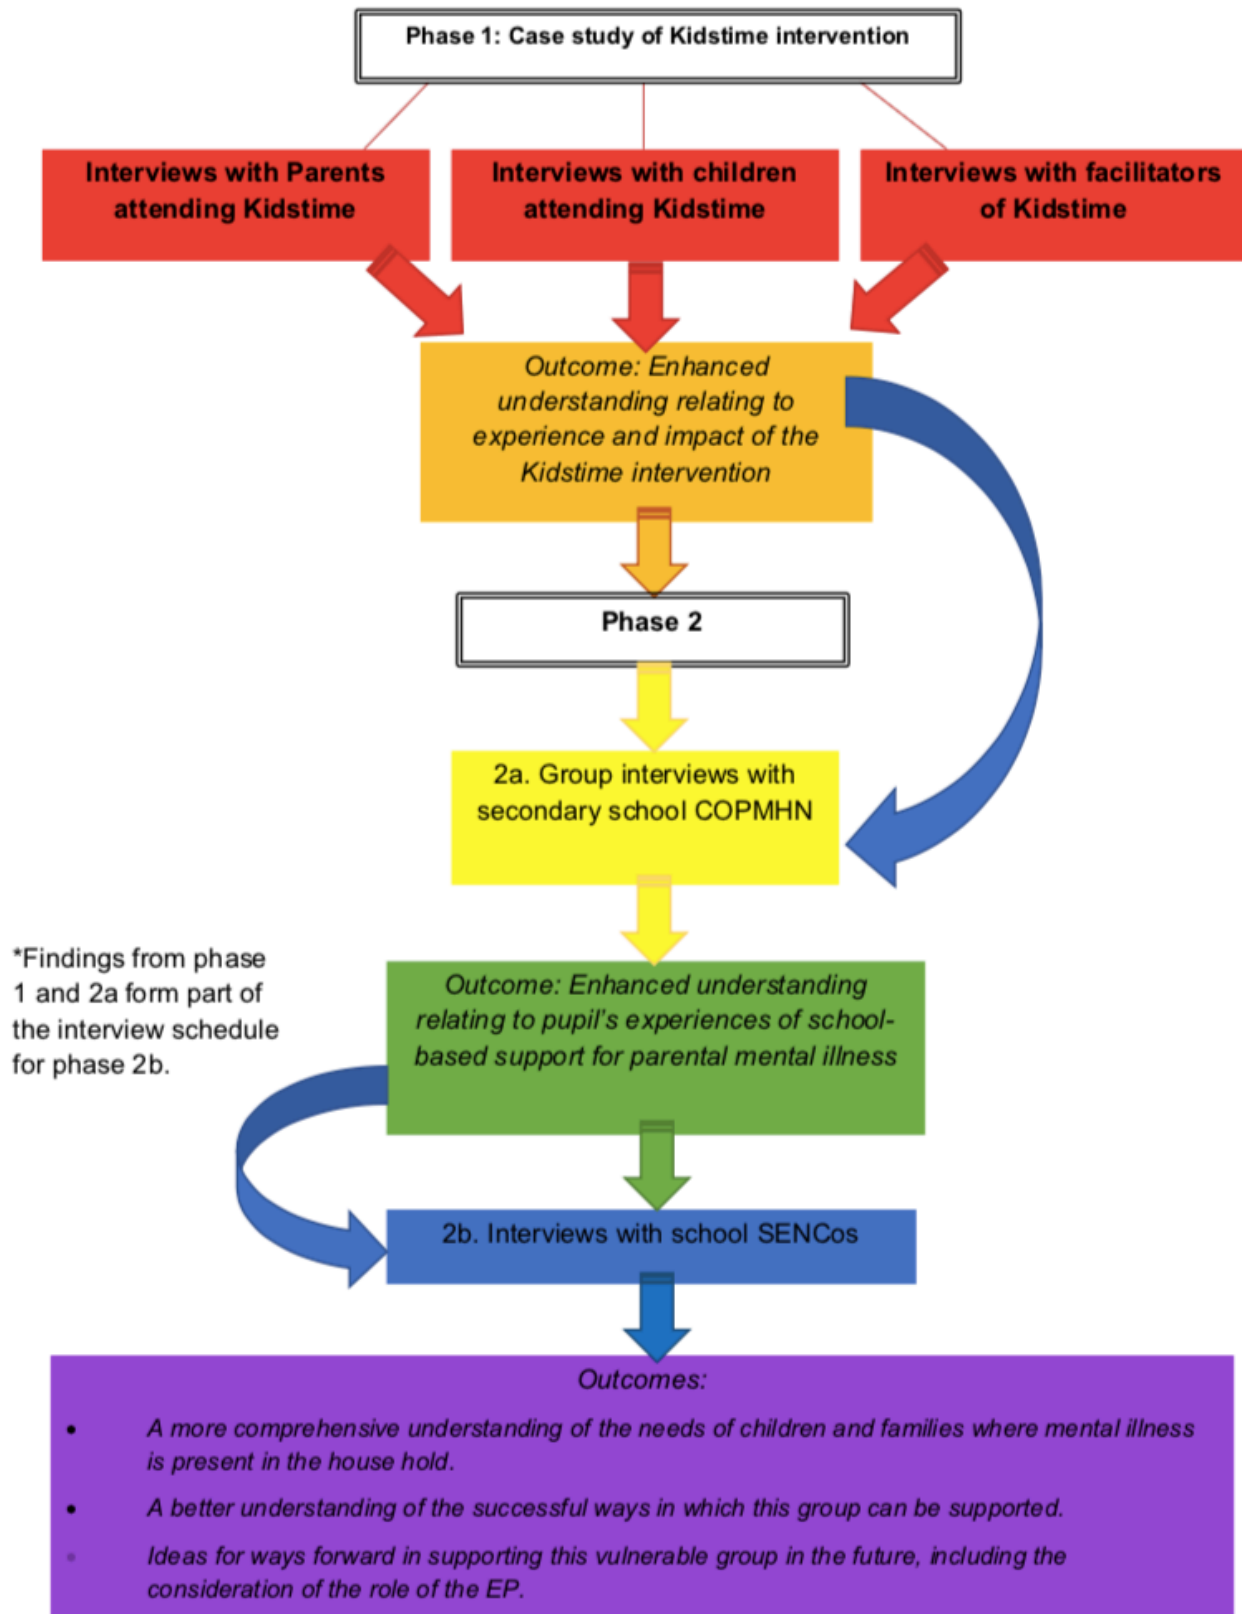 Phase 1: Case study of Kidstime intervention
Interviews with Parents
attending Kidstime
Interviews with children
attending Kidstime
Interviews with facilitators
of Kidstime
Outcome: Enhanced
understanding relating to
experience and impact of the
Kidstime intervention
Phase 2
2a. Group interviews with
secondary school COPMHN
*Findings from phase
1 and 2a form part of
the interview schedule
for phase 2b.
Outcome: Enhanced understanding
relating to pupil's experiences of school-
based support for parental mental illness
2b. Interviews with school SENCos
Outcomes:
• A more comprehensive understanding of the needs of children and families where mental illness
is present in the house hold.
• A better understanding of the successful ways in which this group can be supported.
• Ideas for ways forward in supporting this vulnerable group in the future, including the
consideration of the role of the EP.